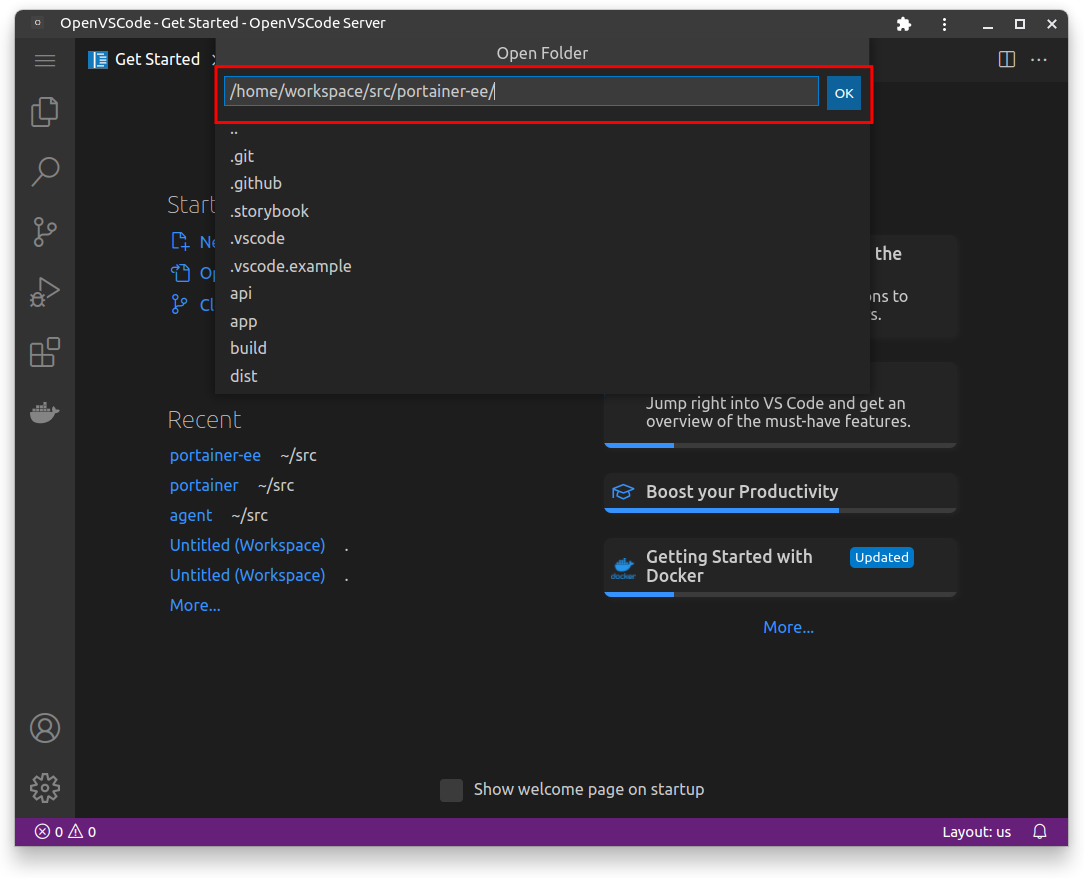 OpenVSCode - Get Started - OpenVSCode Server
Get Started
Open Folder
/home/workspace/src/portainer-ee/
OK
..
.git
.github
.storybook
.vscode
.vscode.example
api
app
build
dist
Start
Ne
Op
Cl
Recent
portainer-ee ~/src
portainer ~/src
agent ~/src
Untitled (Workspace) .
Untitled (Workspace) .
More...
the
ns to
s.
Jump right into VS Code and get an
overview of the must-have features.
Boost your Productivity
Getting Started with
Docker
Updated
docker
More...
Show welcome page on startup
0 0
Layout: us